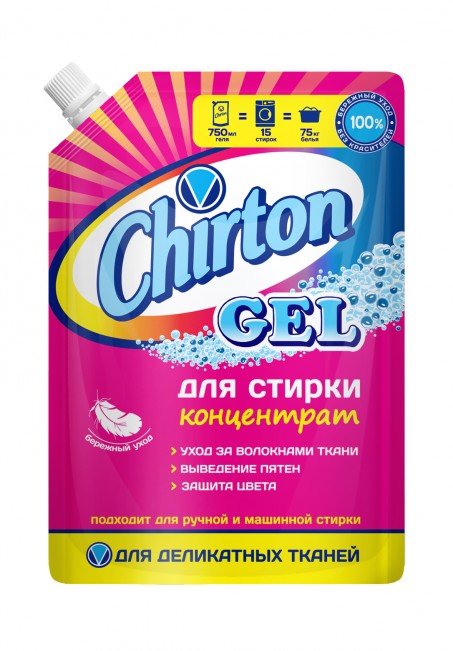 750мл геля = 15 стирок = 75кг белья
БЕРЕЖНЫЙ УХОД
100%
БЕЗ КРАСИТЕЛЕЙ
Chirton
GEL
для стирки
концентрат
бережный уход
> УХОД ЗА ВОЛОКНАМИ ТКАНИ
> ВЫВЕДЕНИЕ ПЯТЕН
> ЗАЩИТА ЦВЕТА
подходит для ручной и машинной стирки
ДЛЯ ДЕЛИКАТНЫХ ТКАНЕЙ